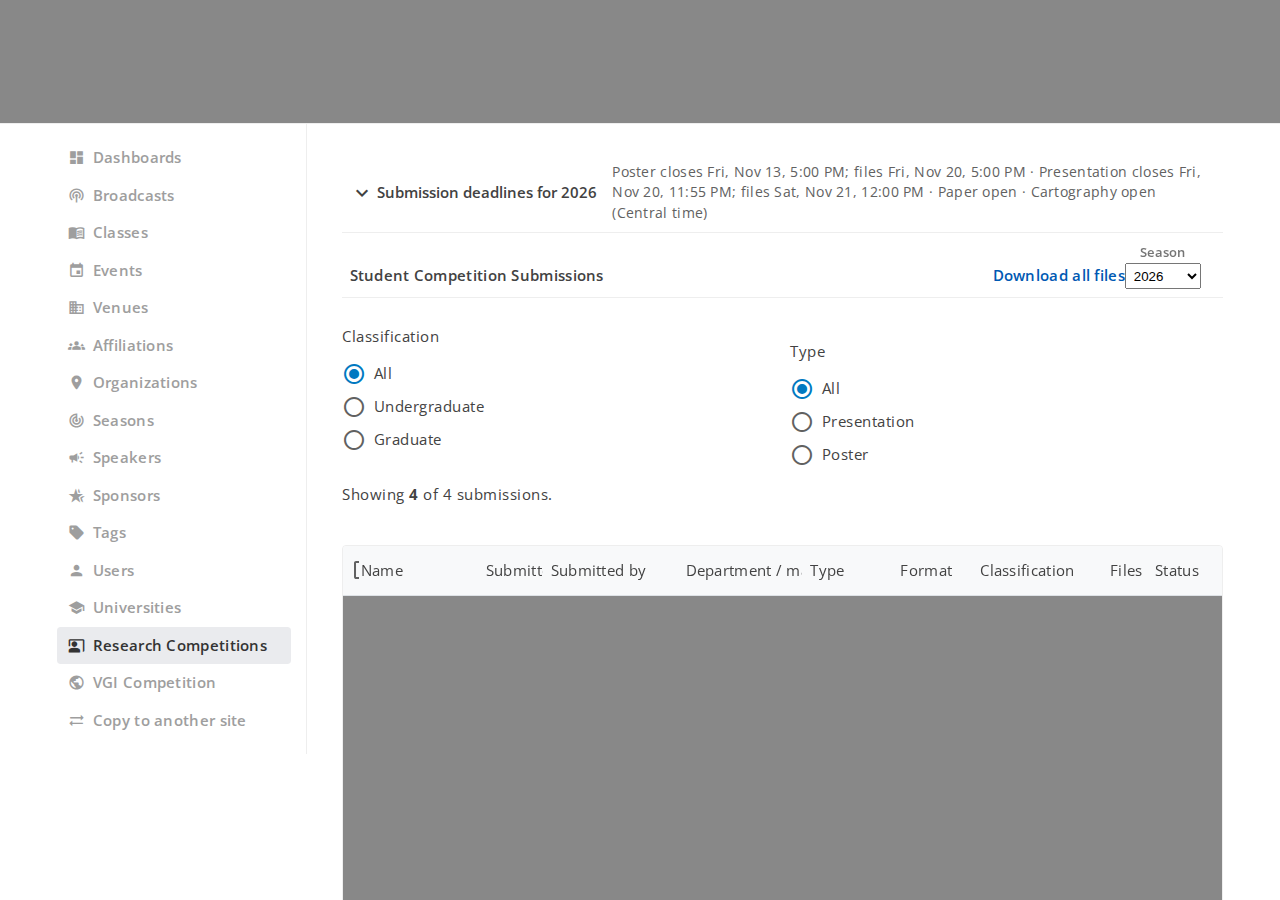 Dashboards
Broadcasts
Classes
Events
Venues
Affiliations
Organizations
Seasons
Speakers
Sponsors
Tags
Users
Universities
Research Competitions
VGI Competition
Copy to another site
Submission deadlines for 2026
Poster closes Fri, Nov 13, 5:00 PM; files Fri, Nov 20, 5:00 PM · Presentation closes Fri,
Nov 20, 11:55 PM; files Sat, Nov 21, 12:00 PM · Paper open · Cartography open
(Central time)
Student Competition Submissions
Download all files
Season
2026
Classification
All
Undergraduate
Graduate
Type
All
Presentation
Poster
Showing 4 of 4 submissions.
Name Submitt Submitted by Department / m Type Format Classification Files Status